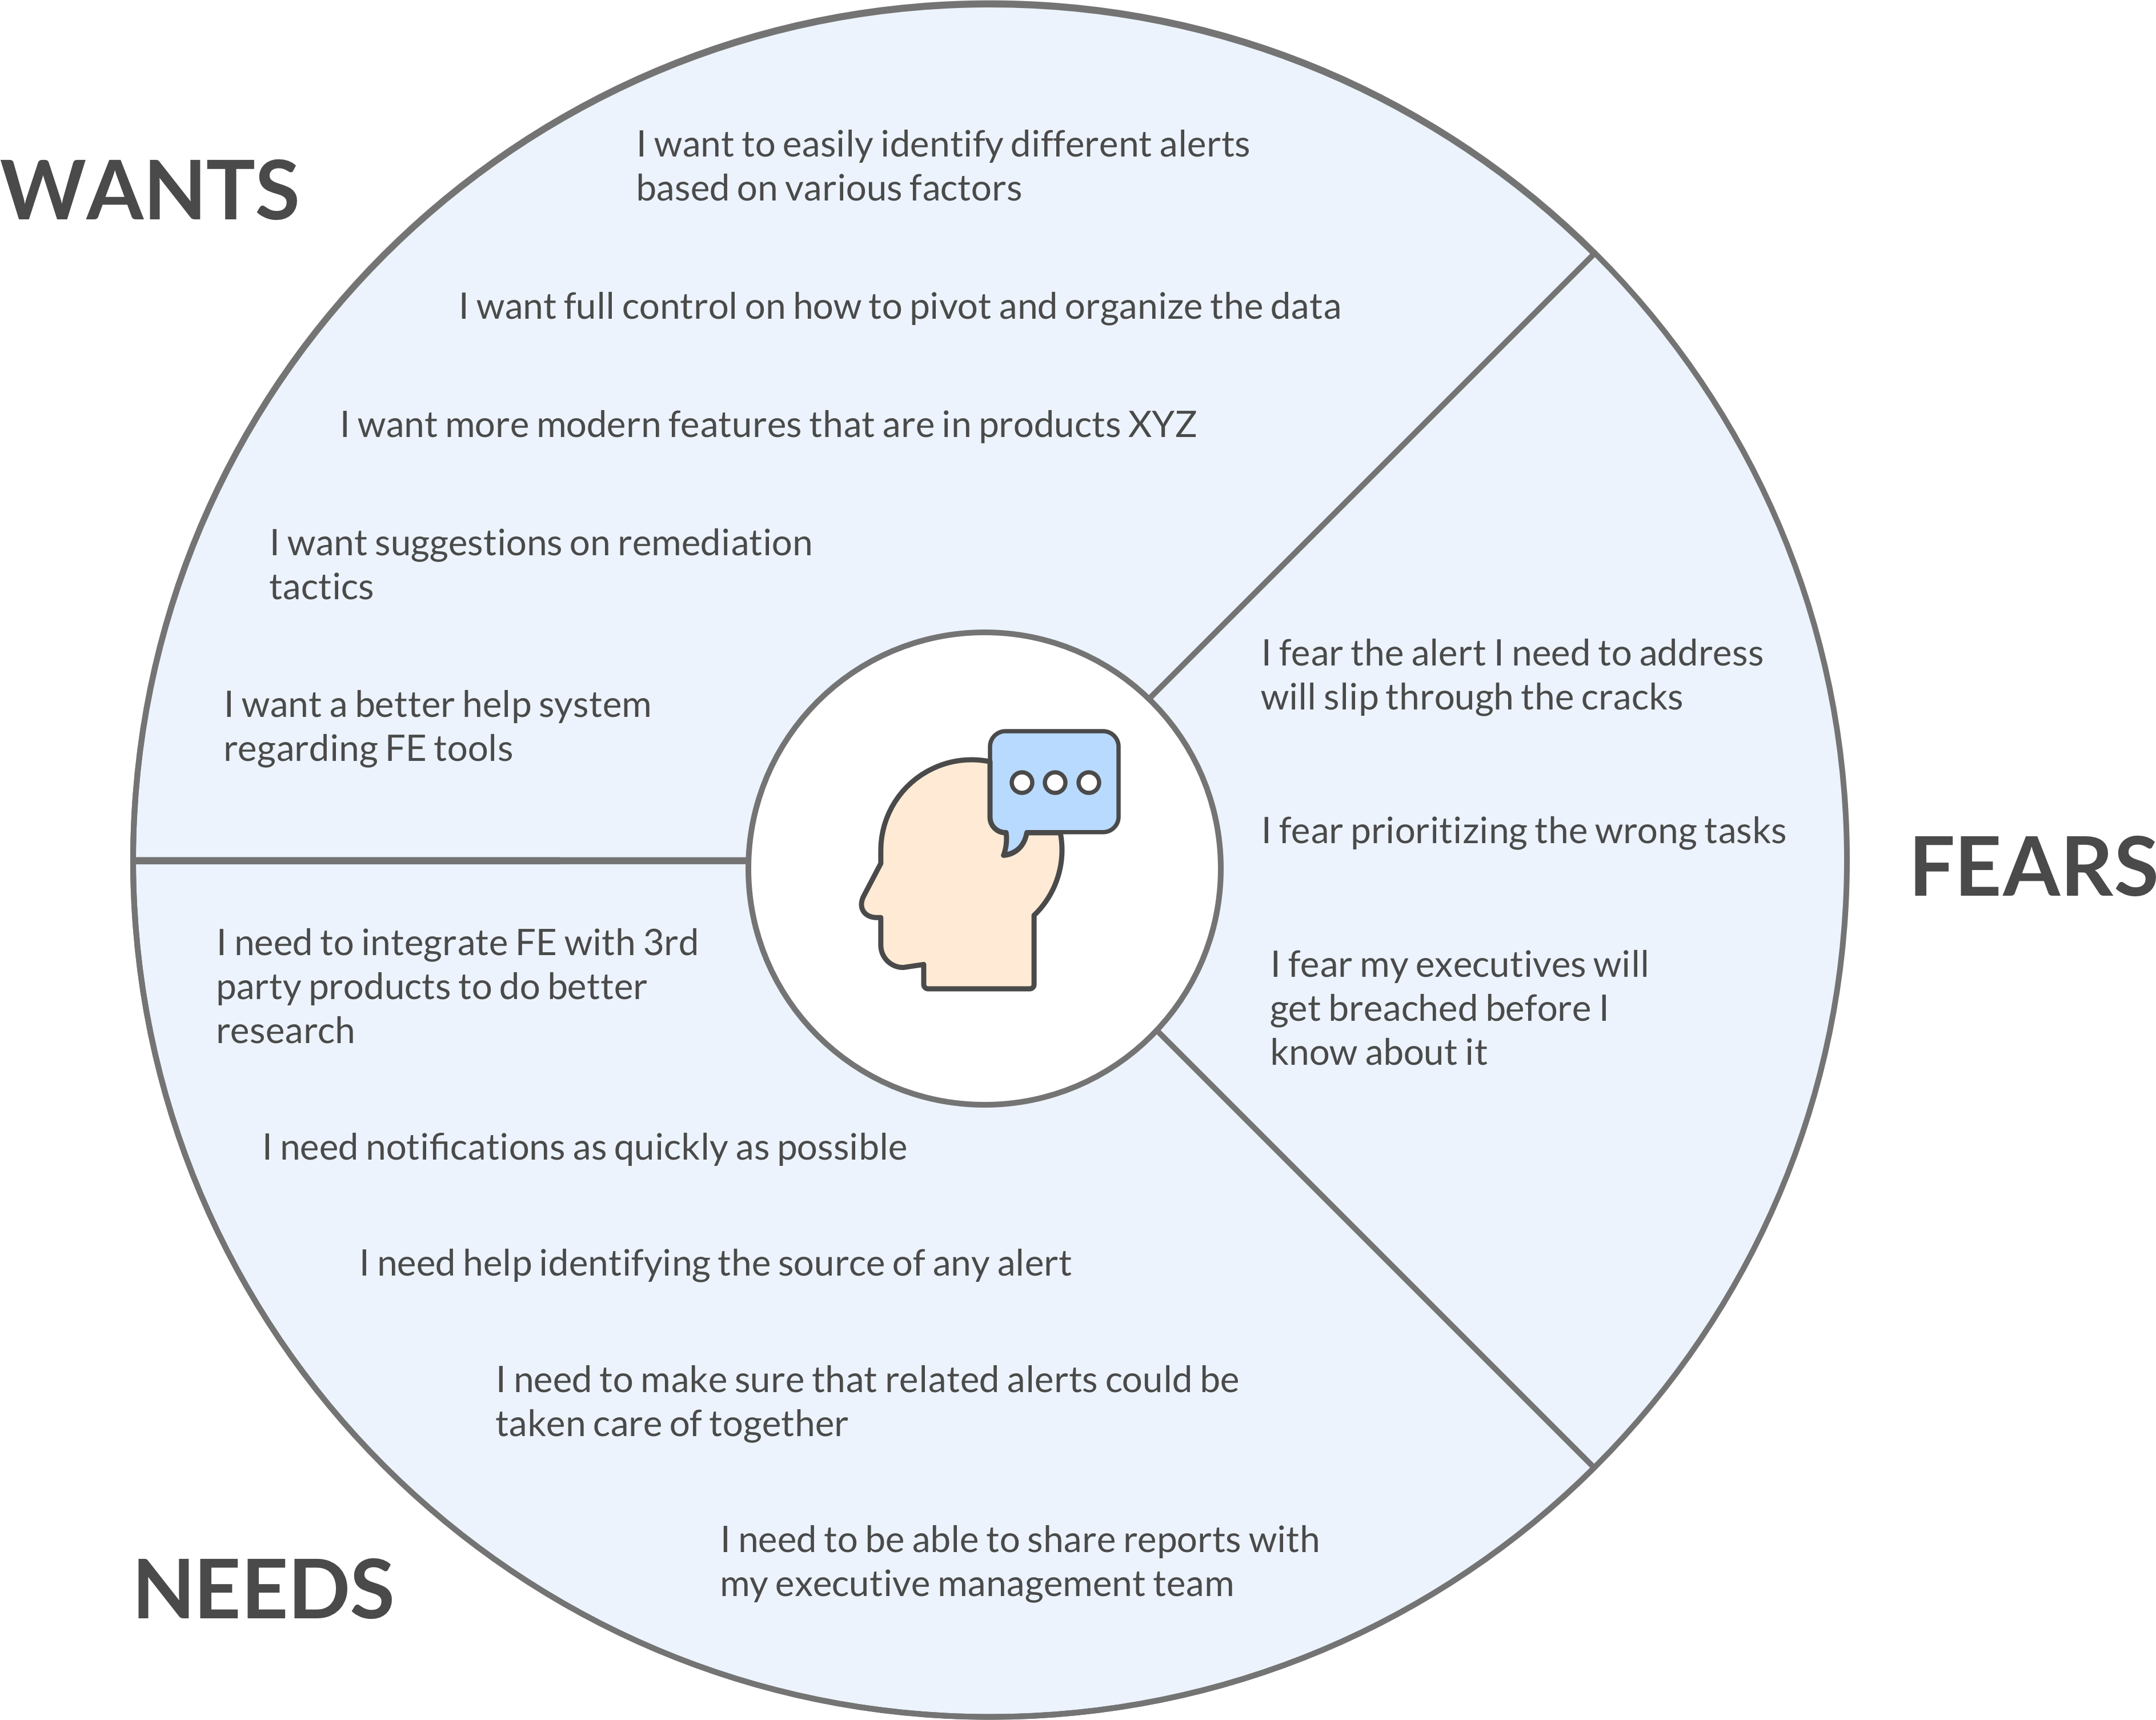 WANTS
I want to easily identify different alerts
based on various factors
I want full control on how to pivot and organize the data
I want more modern features that are in products XYZ
I want suggestions on remediation
tactics
I want a better help system
regarding FE tools
FEARS
I fear the alert I need to address
will slip through the cracks
I fear prioritizing the wrong tasks
I fear my executives will
get breached before I
know about it
NEEDS
I need to integrate FE with 3rd
party products to do better
research
I need notifications as quickly as possible
I need help identifying the source of any alert
I need to make sure that related alerts could be
taken care of together
I need to be able to share reports with
my executive management team